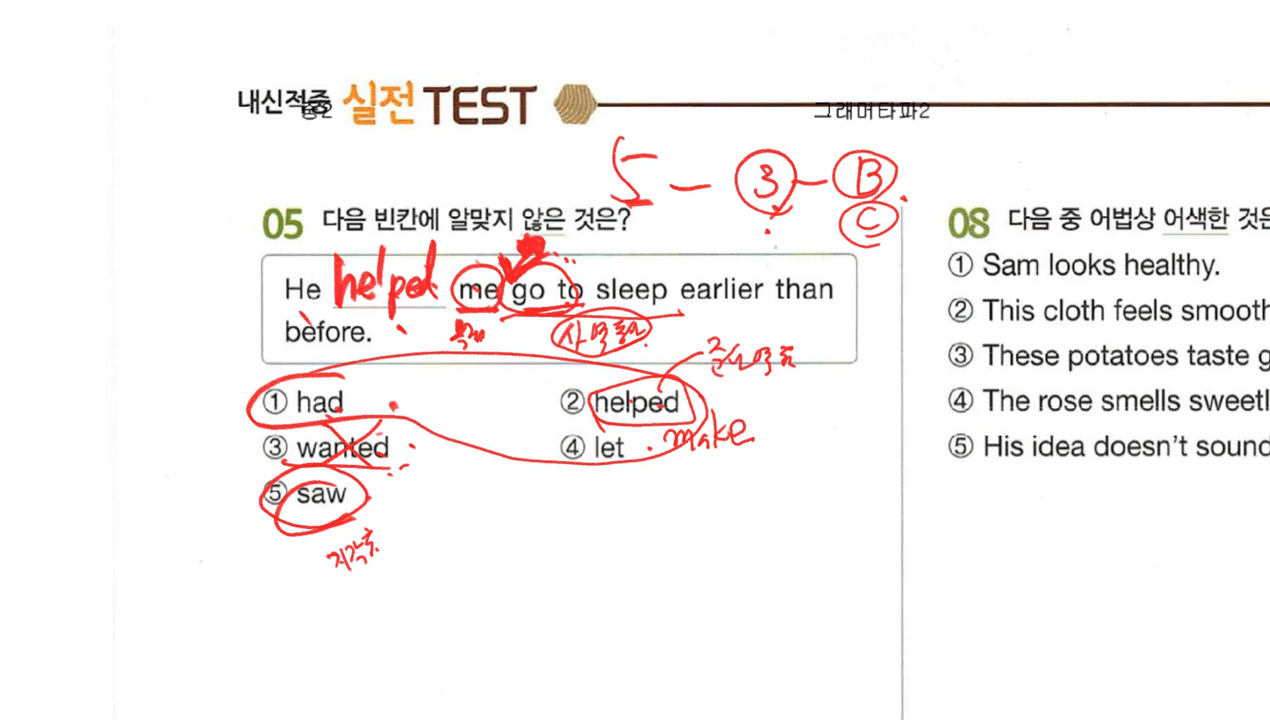 내신적중 실전 TEST
중2
그래머타파2
5 - 3 - B
C
05 다음 빈칸에 알맞지 않은 것은?
He helped me go to sleep earlier than
before.
사역동
준사역동
① had
② helped
make
③ wanted
④ let
⑤ saw
지각동
08 다음 중 어법상 어색한 것은
① Sam looks healthy.
② This cloth feels smooth
③ These potatoes taste g
④ The rose smells sweetl
⑤ His idea doesn't sound